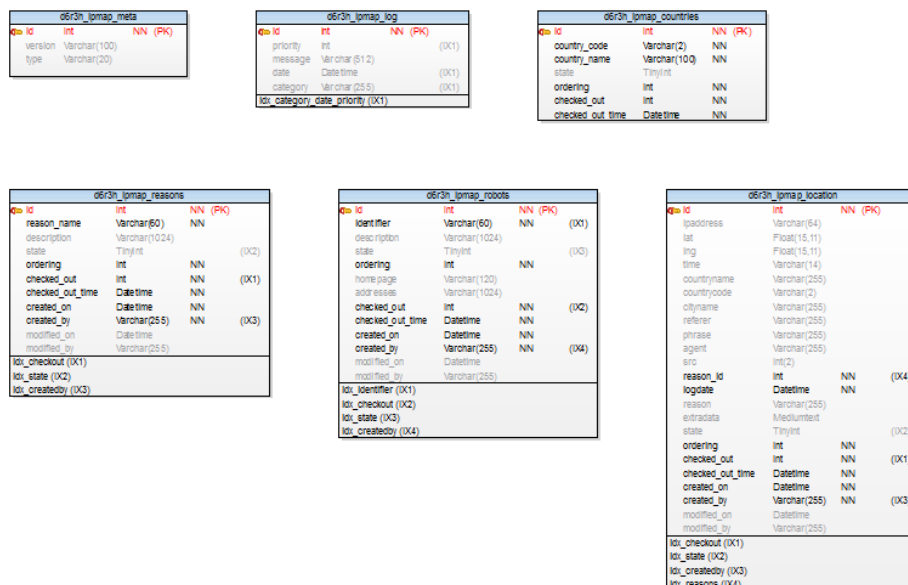 d6r3h_ipmap_meta
id Int NN (PK)
version Varchar(100)
type Varchar(20)
d6r3h_ipmap_log
id Int NN (PK)
priority Int (IX1)
message Varchar(512)
date Datetime (IX1)
category Varchar(255) (IX1)
idx_category_date_priority (IX1)
d6r3h_ipmap_countries
id Int NN (PK)
country_code Varchar(2) NN
country_name Varchar(100) NN
state TinyInt
ordering Int NN
checked_out Int NN
checked_out_time Datetime NN
d6r3h_ipmap_reasons
id Int NN (PK)
reason_name Varchar(60) NN
description Varchar(1024)
state TinyInt (IX2)
ordering Int NN
checked_out Int NN (IX1)
checked_out_time Datetime NN
created_on Datetime NN
created_by Varchar(255) NN (IX3)
modified_on Datetime
modified_by Varchar(255)
idx_checkout (IX1)
idx_state (IX2)
idx_createdby (IX3)
d6r3h_ipmap_robots
id Int NN (PK)
identifier Varchar(60) NN (IX1)
description Varchar(1024)
state TinyInt (IX3)
ordering Int NN
homepage Varchar(120)
addresses Varchar(1024)
checked_out Int NN (IX2)
checked_out_time Datetime NN
created_on Datetime NN
created_by Varchar(255) NN (IX4)
modified_on Datetime
modified_by Varchar(255)
idx_identifier (IX1)
idx_checkout (IX2)
idx_state (IX3)
idx_createdby (IX4)
d6r3h_ipmap_location
id Int NN (PK)
ipaddress Varchar(64)
lat Float(15,11)
lng Float(15,11)
time Varchar(14)
countryname Varchar(255)
countrycode Varchar(2)
cityname Varchar(255)
referer Varchar(255)
phrase Varchar(255)
agent Varchar(255)
src Int(2)
reason_id Int NN (IX4
logdate Datetime NN
reason Varchar(255)
extradata Mediumtext
state TinyInt (IX2
ordering Int NN
checked_out Int NN (IX1
checked_out_time Datetime NN
created_on Datetime NN
created_by Varchar(255) NN (IX3
modified_on Datetime
modified_by Varchar(255)
idx_checkout (IX1)
idx_state (IX2)
idx_createdby (IX3)
idx_reasons (IX4)